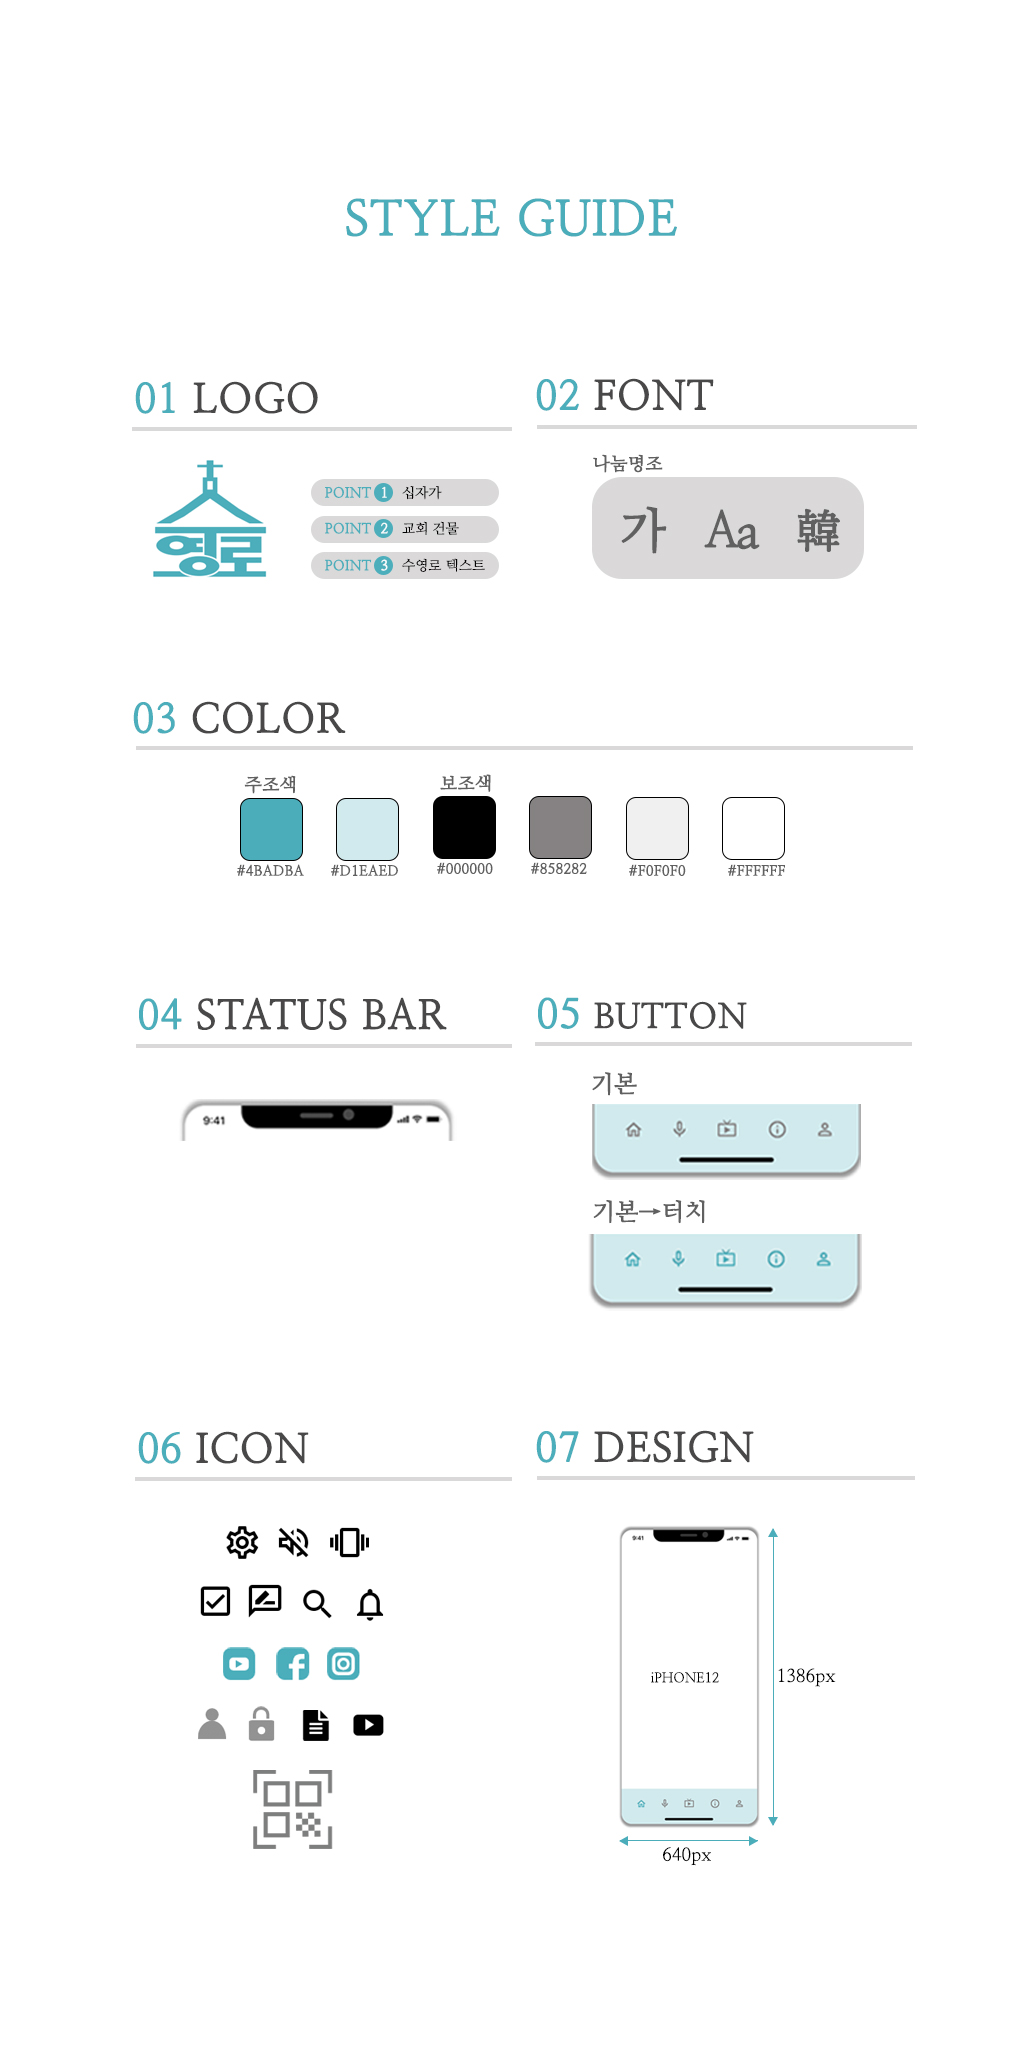 STYLE GUIDE
01 LOGO
영로
POINT 1 십자가
POINT 2 교회 건물
POINT 3 수영로 텍스트
02 FONT
나눔명조
가 Aa 韓
03 COLOR
주조색
보조색
#4BADBA
#D1EAED
#000000
#858282
#F0F0F0
#FFFFFF
04 STATUS BAR
9:41
05 BUTTON
기본
기본→터치
06 ICON
07 DESIGN
9:41
iPHONE12
1386px
640px